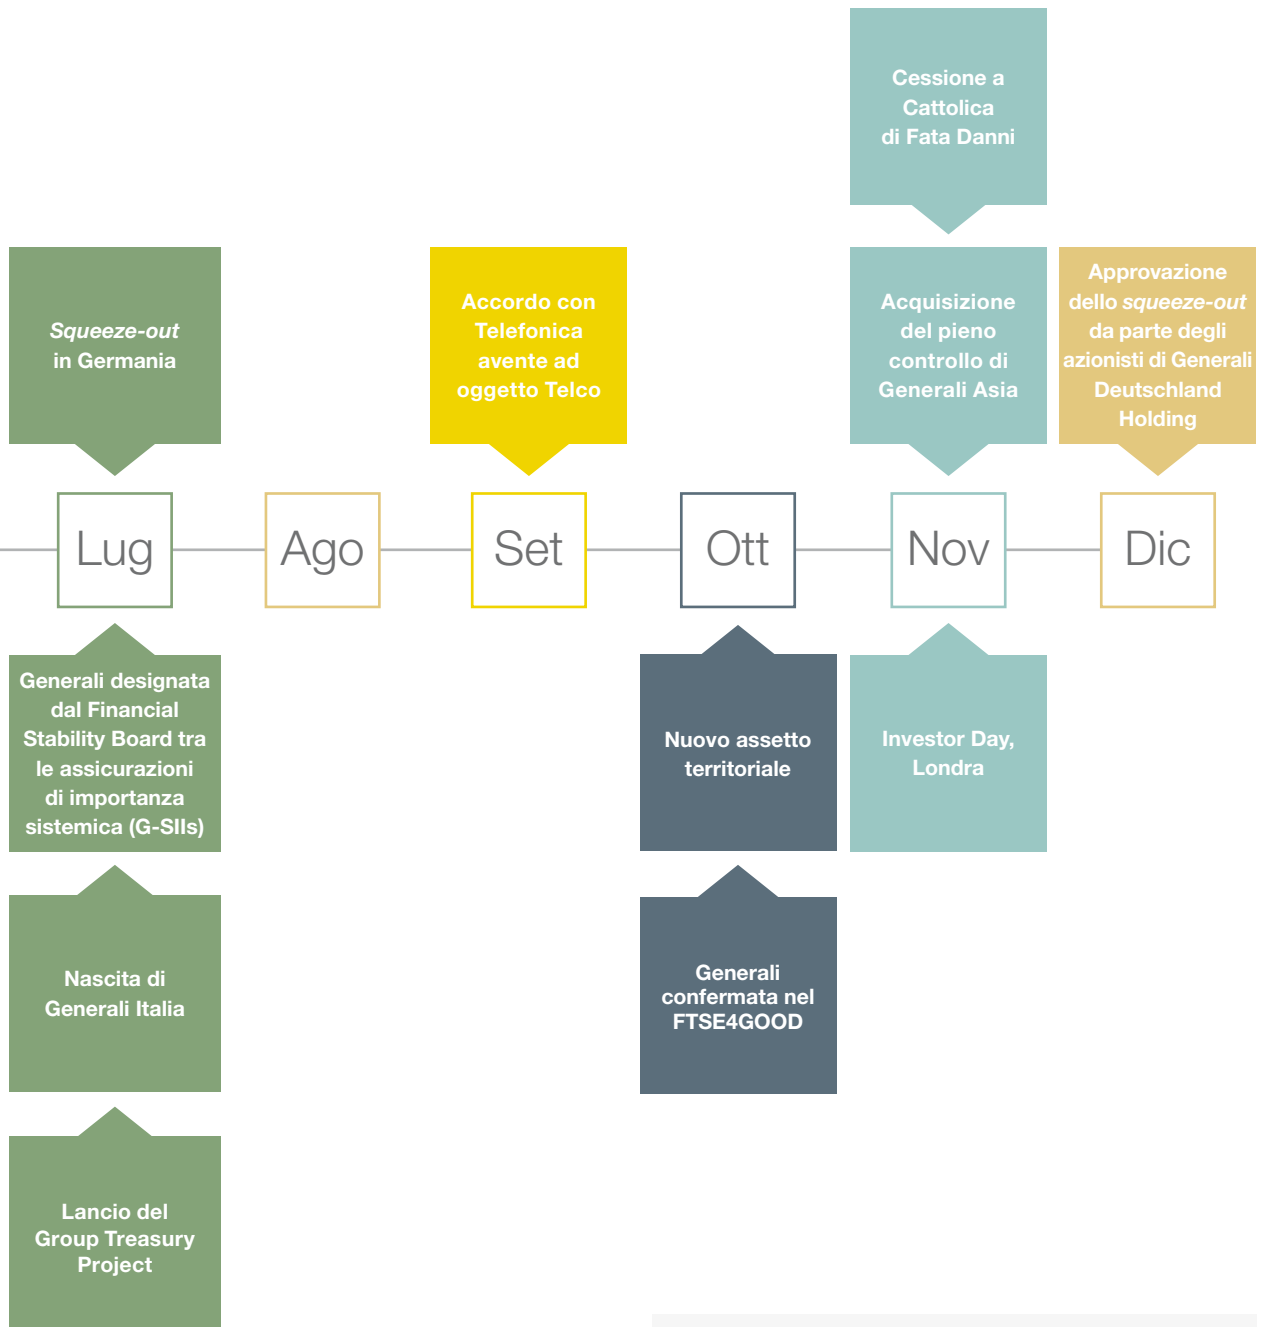 Cessione a
Cattolica
di Fata Danni
Squeeze-out
in Germania
Accordo con
Telefonica
avente ad
oggetto Telco
Acquisizione
del pieno
controllo di
Generali Asia
Approvazione
dello squeeze-out
da parte degli
azionisti di Generali
Deutschland
Holding
Lug
Ago
Set
Ott
Nov
Dic
Generali designata
dal Financial
Stability Board tra
le assicurazioni
di importanza
sistemica (G-SIIs)
Nuovo assetto
territoriale
Investor Day,
Londra
Nascita di
Generali Italia
Generali
confermata nel
FTSE4GOOD
Lancio del
Group Treasury
Project